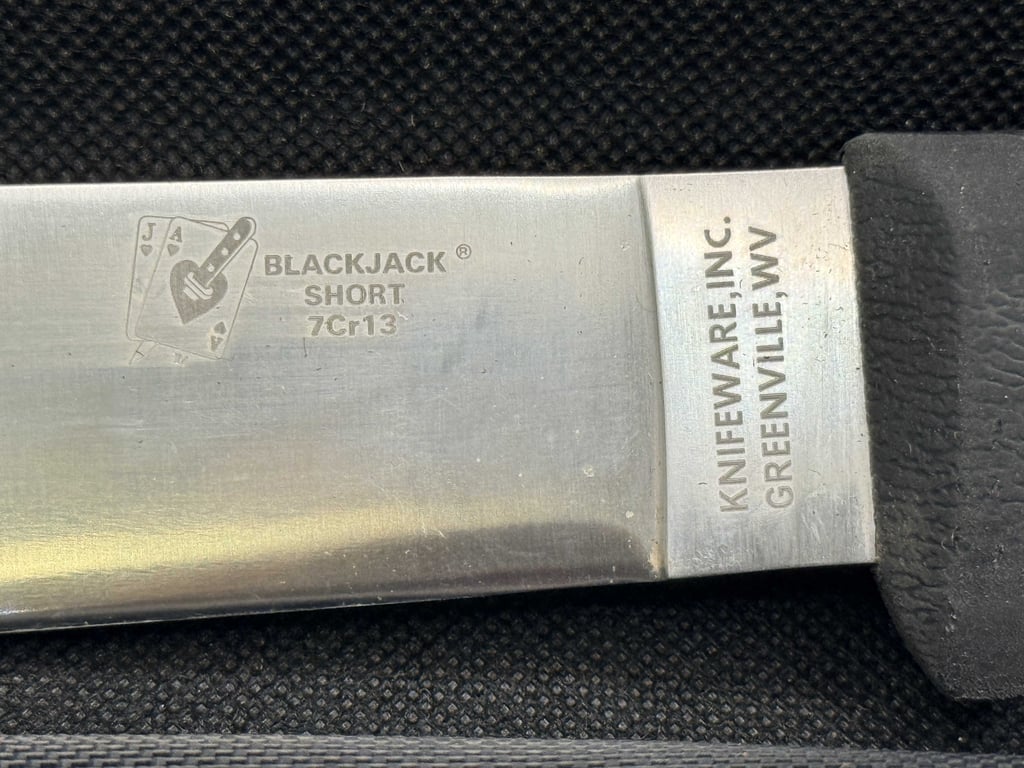 J
A
BLACKJACK ®
SHORT
7Cr13
KNIFEWARE,INC.
GREENVILLE,WV